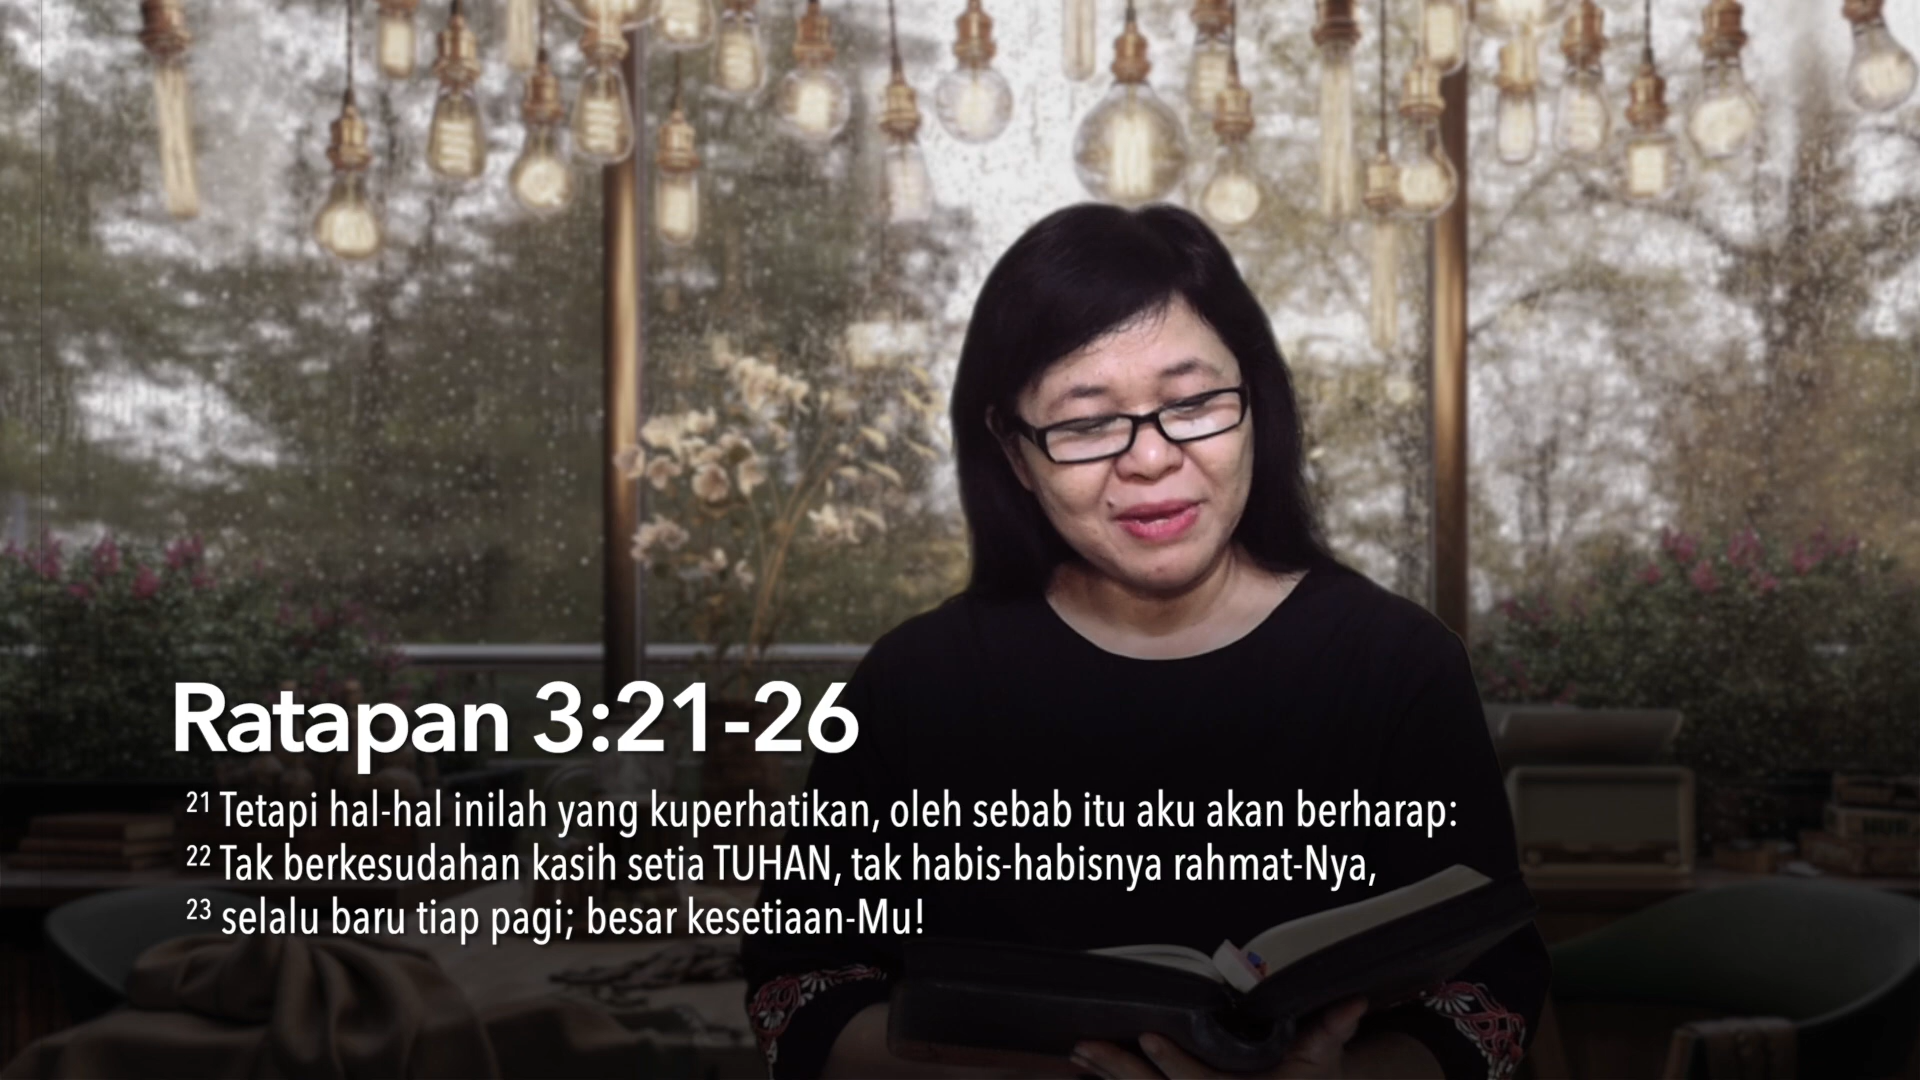 Ratapan 3:21-26
21 Tetapi hal-hal inilah yang kuperhatikan, oleh sebab itu aku akan berharap:
22 Tak berkesudahan kasih setia TUHAN, tak habis-habisnya rahmat-Nya,
23 selalu baru tiap pagi; besar kesetiaan-Mu!